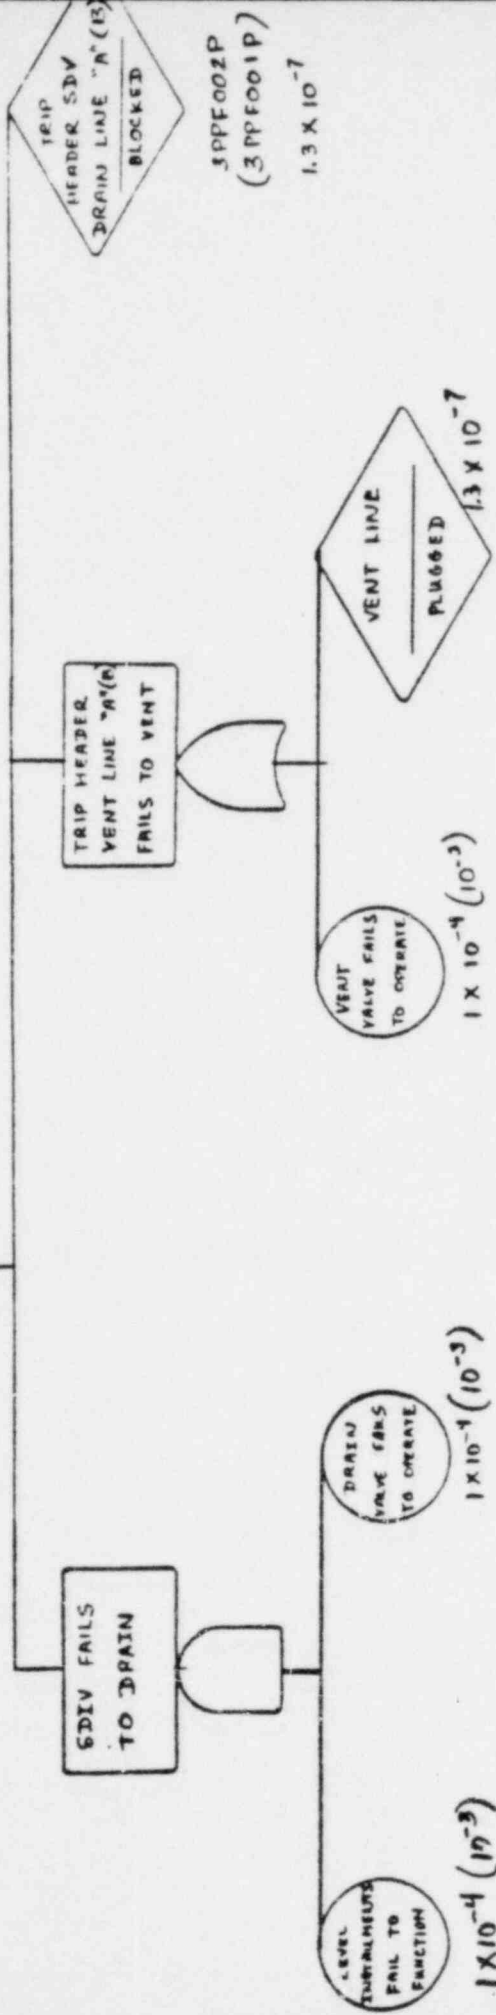 SDIV FAILS
TO DRAIN
LEVEL
INSTRUMENTS
FAIL TO
FUNCTION
1 X 10⁻⁴ (10⁻³)
DRAIN
VALVE FAILS
TO OPERATE
1 X 10⁻⁴ (10⁻³)
TRIP HEADER
VENT LINE "A"(B)
FAILS TO VENT
VENT
VALVE FAILS
TO OPERATE
1 X 10⁻⁴ (10⁻³)
VENT LINE
PLUGGED
1.3 X 10⁻⁷
TRIP
HEADER SDV
DRAIN LINE "A"(B)
BLOCKED
3PPF002P
(3PPF001P)
1.3 X 10⁻⁷